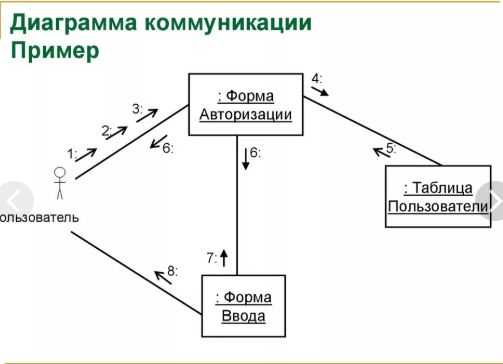 Диаграмма коммуникации
Пример
4:
3:
: Форма
Авторизации
2:
1:
6:
6:
5:
: Таблица
Пользователи
ользователь
7:
8:
: Форма
Ввода